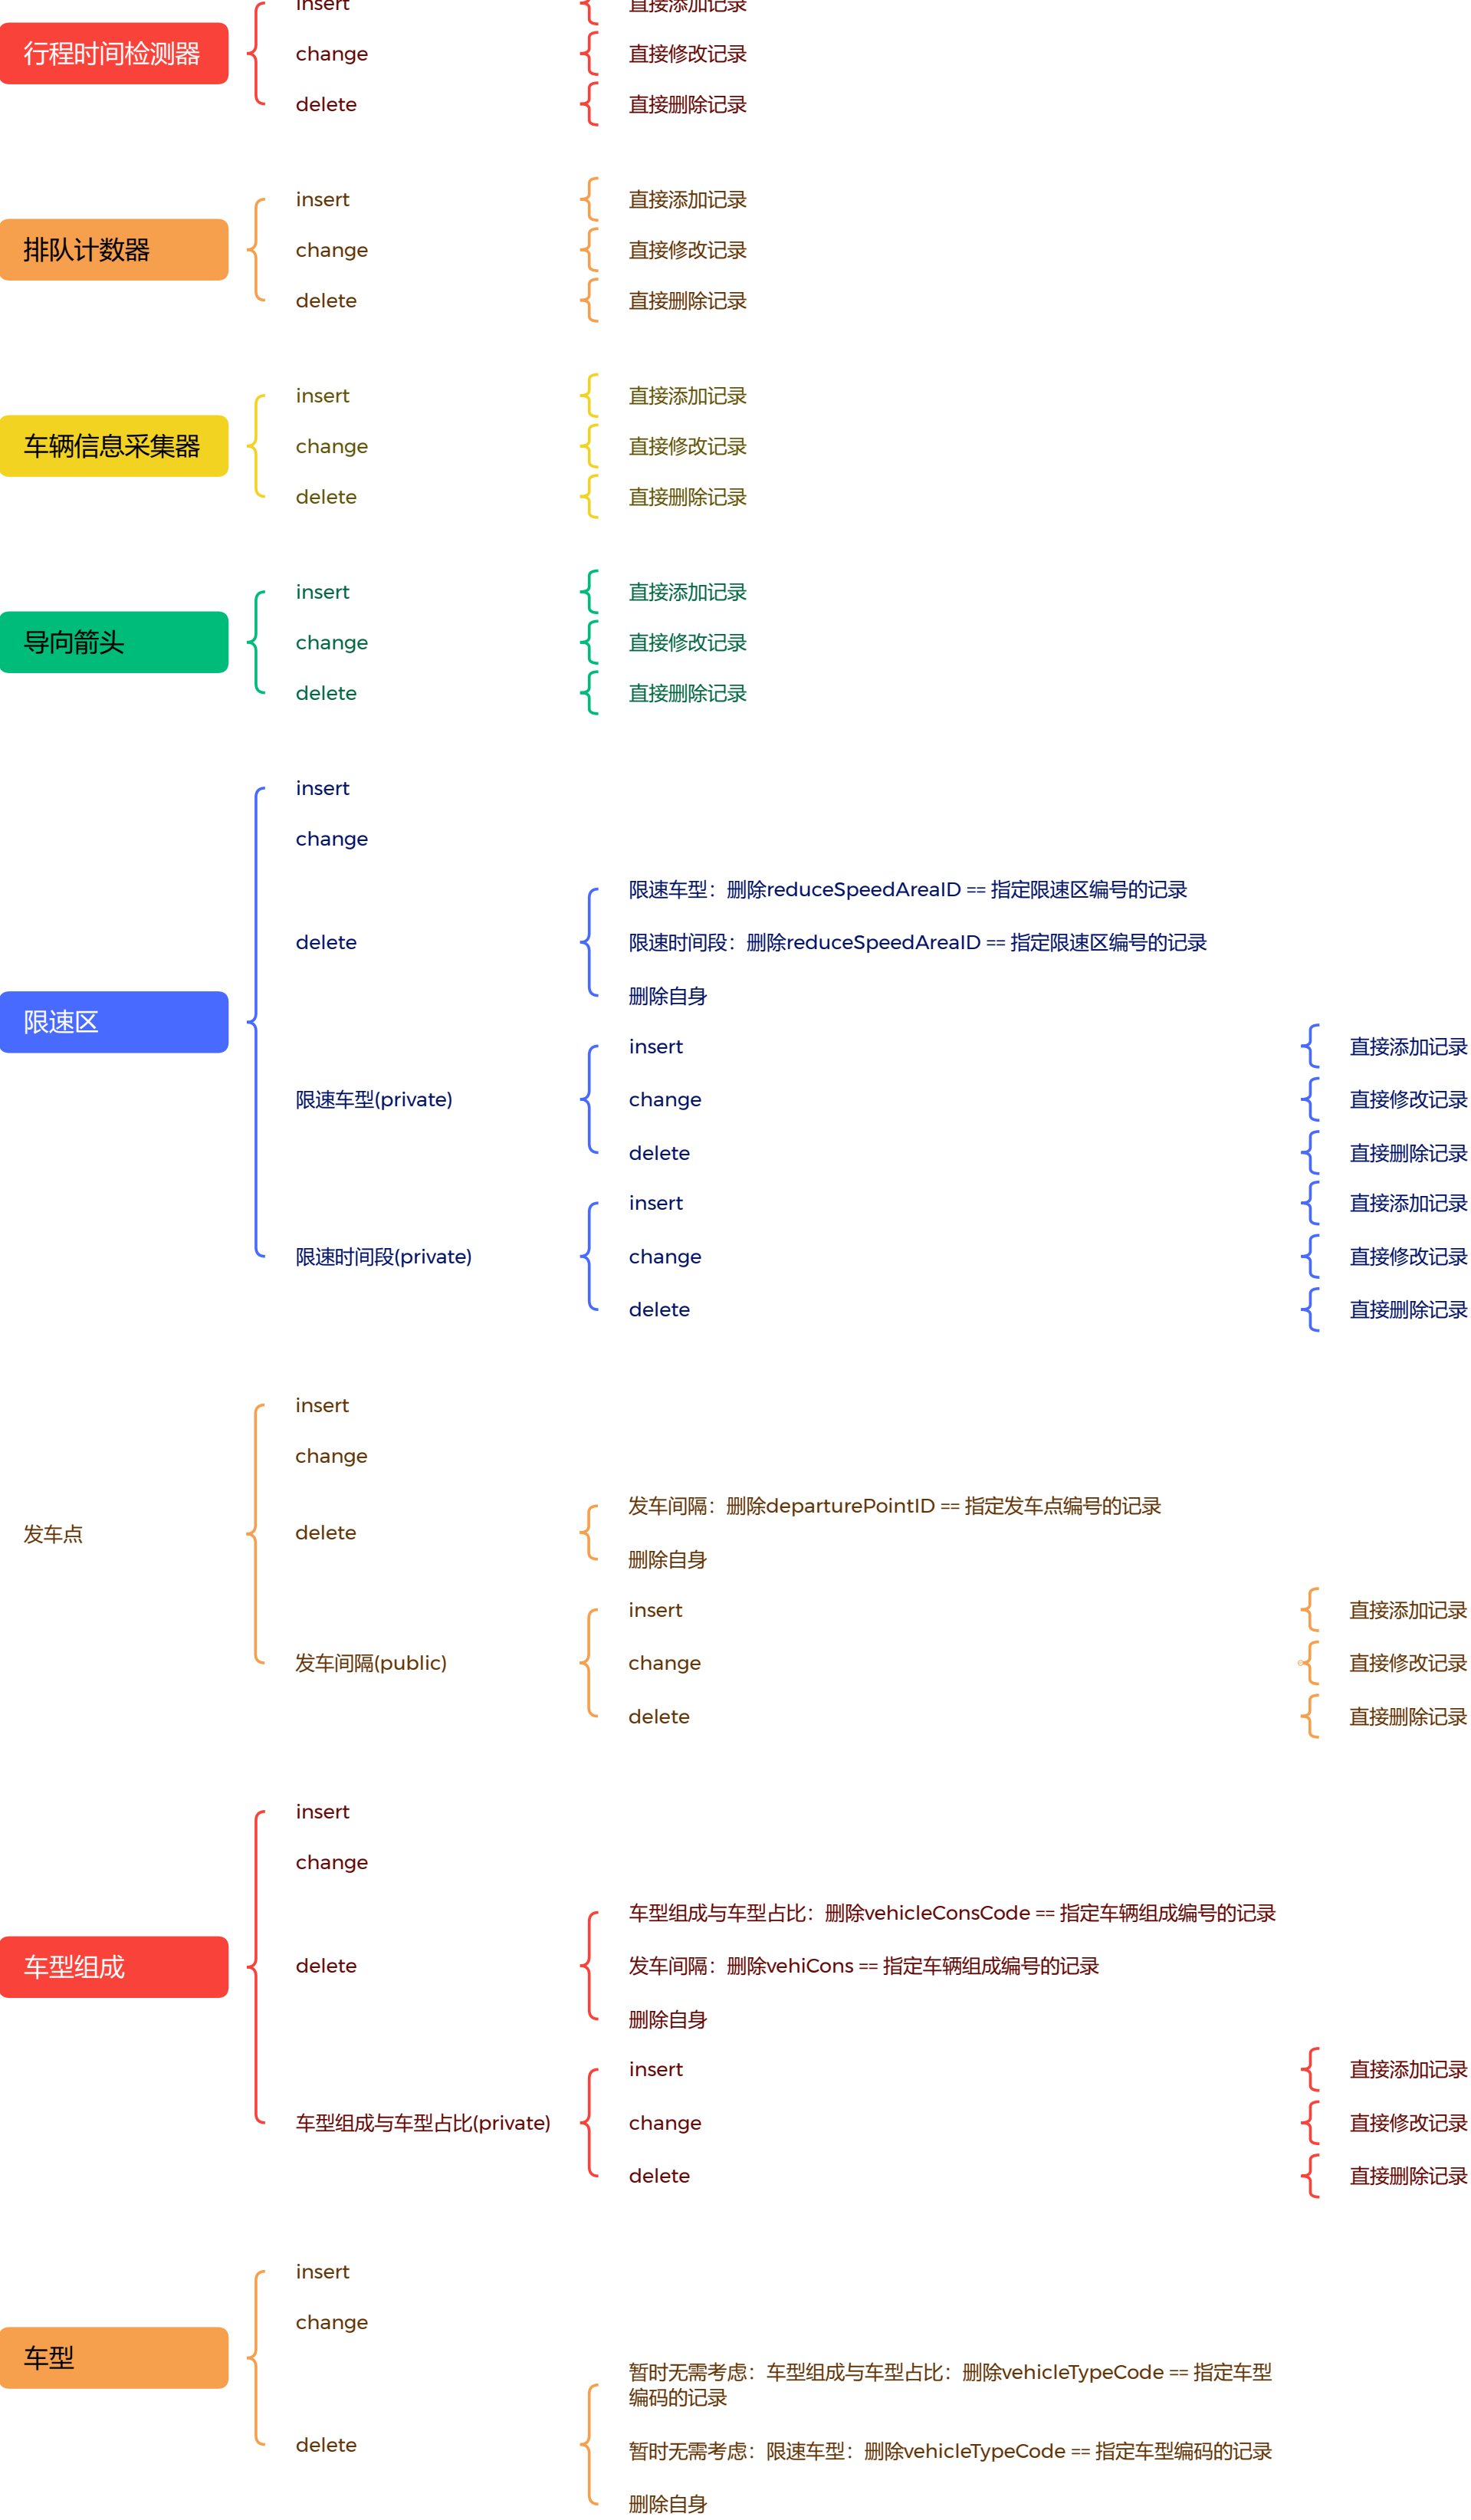 insert
直接添加记录
行程时间检测器
change
直接修改记录
delete
直接删除记录
insert
直接添加记录
排队计数器
change
直接修改记录
delete
直接删除记录
insert
直接添加记录
车辆信息采集器
change
直接修改记录
delete
直接删除记录
insert
直接添加记录
导向箭头
change
直接修改记录
delete
直接删除记录
限速区
insert
change
delete
限速车型：删除reduceSpeedAreaID == 指定限速区编号的记录
限速时间段：删除reduceSpeedAreaID == 指定限速区编号的记录
删除自身
限速车型(private)
insert
直接添加记录
change
直接修改记录
delete
直接删除记录
限速时间段(private)
insert
直接添加记录
change
直接修改记录
delete
直接删除记录
发车点
insert
change
delete
发车间隔：删除departurePointID == 指定发车点编号的记录
删除自身
发车间隔(public)
insert
直接添加记录
change
直接修改记录
delete
直接删除记录
车型组成
insert
change
delete
车型组成与车型占比：删除vehicleConsCode == 指定车辆组成编号的记录
发车间隔：删除vehiCons == 指定车辆组成编号的记录
删除自身
车型组成与车型占比(private)
insert
直接添加记录
change
直接修改记录
delete
直接删除记录
车型
insert
change
delete
暂时无需考虑：车型组成与车型占比：删除vehicleTypeCode == 指定车型
编码的记录
暂时无需考虑：限速车型：删除vehicleTypeCode == 指定车型编码的记录
删除自身